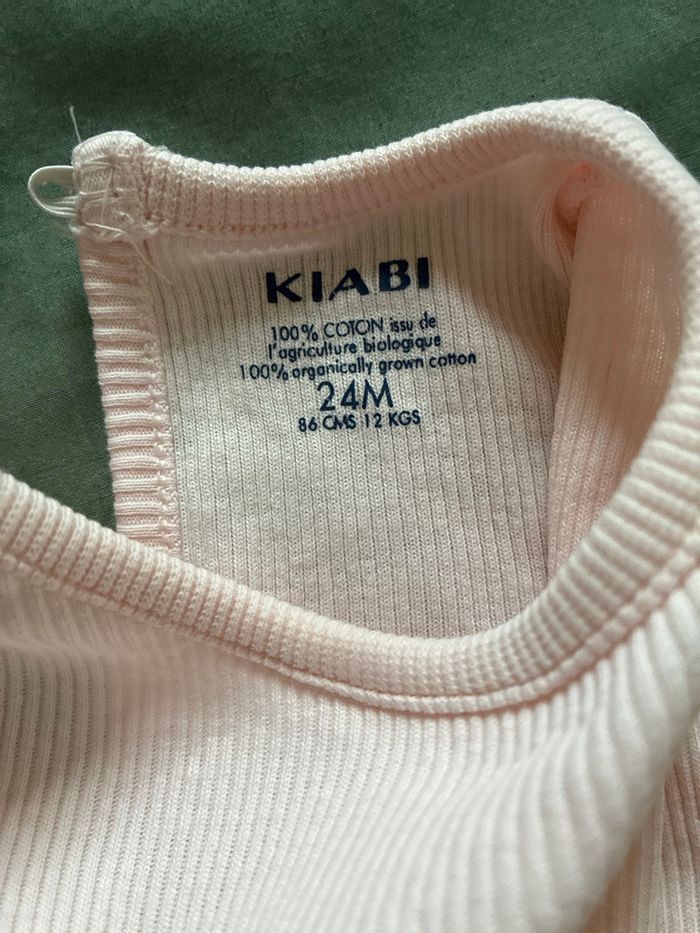 KIABI
100% COTON issu de
l'agriculture biologique
100% organically grown cotton
24M
86 CMS 12 KGS